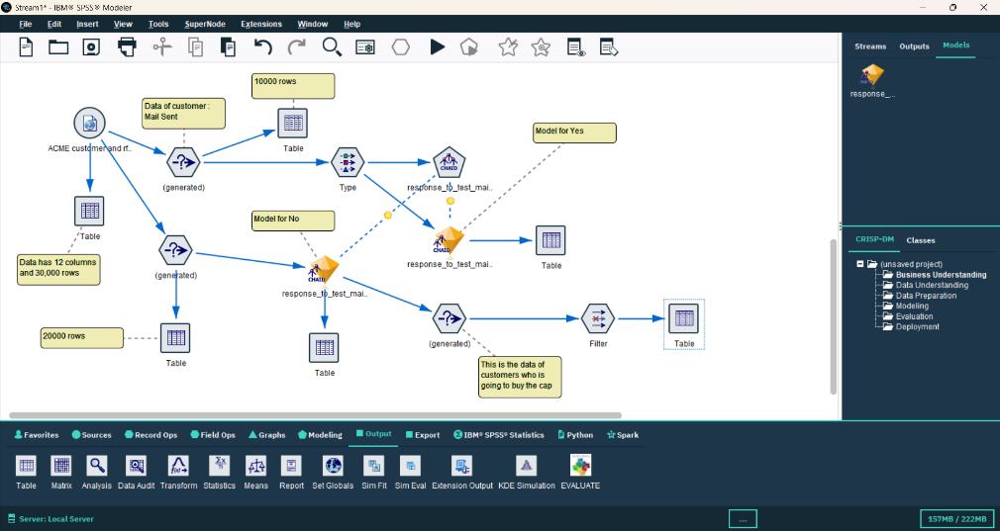 Stream1* - IBM® SPSS® Modeler
File Edit Insert View Tools SuperNode Extensions Window Help
Streams Outputs Models
response_...
10000 rows
Data of customer :
Mail Sent
Model for Yes
ACME customer and rf..
Table
(generated)
Type
response_to_test_mai..
CHAID
Table
Model for No
CHAID
response_to_test_mai..
Table
Data has 12 columns
and 30,000 rows
(generated)
CHAID
response_to_test_mai..
20000 rows
Table
Table
(generated)
Filter
Table
This is the data of
customers who is
going to buy the cap
CRISP-DM Classes
(unsaved project)
Business Understanding
Data Understanding
Data Preparation
Modeling
Evaluation
Deployment
Favorites Sources Record Ops Field Ops Graphs Modeling Output Export IBM® SPSS® Statistics Python Spark
Table Matrix Analysis Data Audit Transform Statistics Means Report Set Globals Sim Fit Sim Eval Extension Output KDE Simulation EVALUATE
Server: Local Server
...
157MB / 222MB